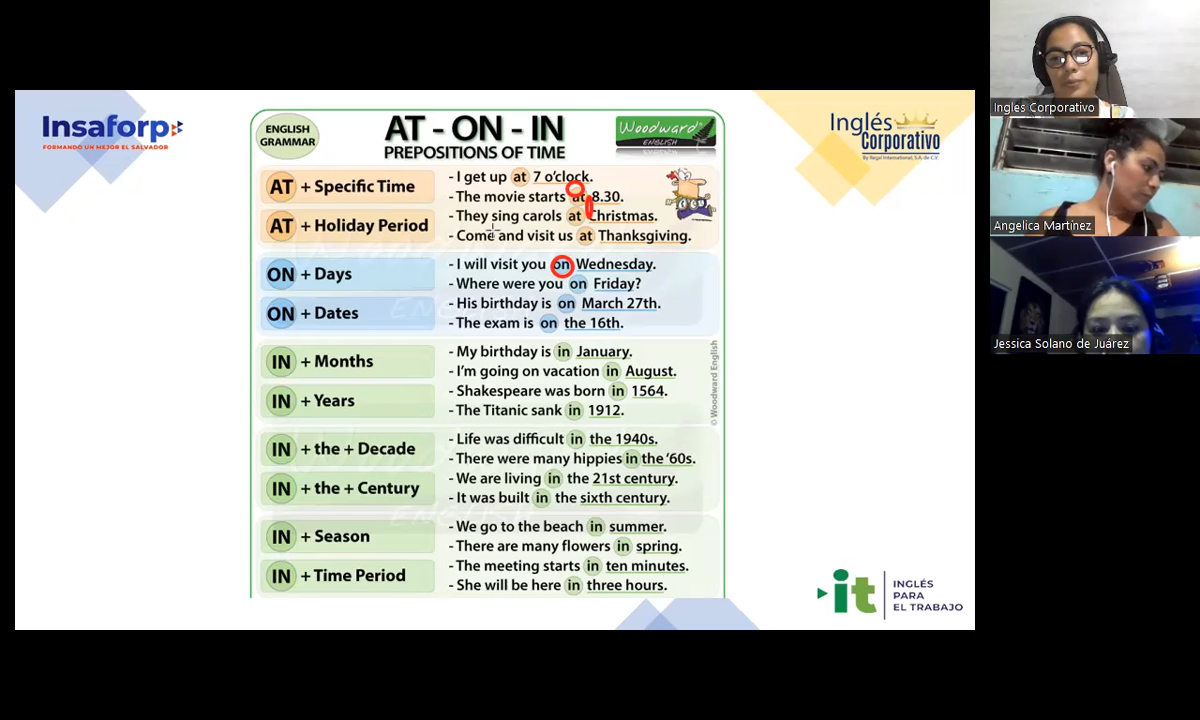 Insaforp
FORMANDO UN MEJOR EL SALVADOR
ENGLISH
GRAMMAR
AT - ON - IN
PREPOSITIONS OF TIME
Woodward
ENGLISH
Inglés
Corporativo
By Regal International, S.A. de C.V.
AT + Specific Time
- I get up at 7 o'clock.
- The movie starts at 8.30.
AT + Holiday Period
- They sing carols at Christmas.
- Come and visit us at Thanksgiving.
ON + Days
- I will visit you on Wednesday.
- Where were you on Friday?
ON + Dates
- His birthday is on March 27th.
- The exam is on the 16th.
IN + Months
- My birthday is in January.
- I'm going on vacation in August.
IN + Years
- Shakespeare was born in 1564.
- The Titanic sank in 1912.
IN + the + Decade
- Life was difficult in the 1940s.
- There were many hippies in the '60s.
IN + the + Century
- We are living in the 21st century.
- It was built in the sixth century.
IN + Season
- We go to the beach in summer.
- There are many flowers in spring.
IN + Time Period
- The meeting starts in ten minutes.
- She will be here in three hours.
© Woodward English
it
INGLÉS
PARA
EL TRABAJO
Ingles Corporativo
Angelica Martínez
Jessica Solano de Juárez